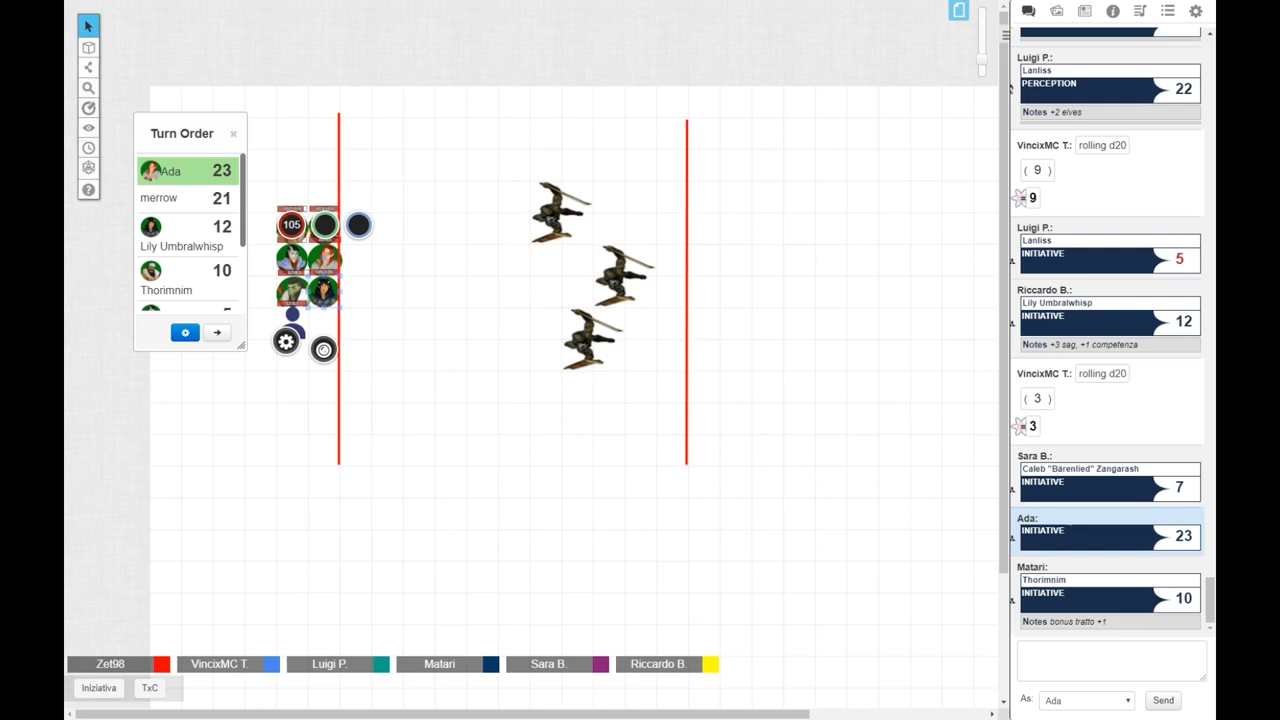 Turn Order
×
Ada 23
merrow 21
12
Lily Umbralwhisp
10
Thorimnim
105
Luigi P.:
Lanliss
PERCEPTION 22
Notes +2 elves
VincixMC T.: rolling d20
( 9 )
=9
Luigi P.:
Lanliss
INITIATIVE 5
Riccardo B.:
Lily Umbralwhisp
INITIATIVE 12
Notes +3 sag, +1 competenza
VincixMC T.: rolling d20
( 3 )
=3
Sara B.:
Caleb "Bärenlied" Zangarash
INITIATIVE 7
Ada:
INITIATIVE 23
Matari:
Thorimnim
INITIATIVE 10
Notes bonus tratto +1
As: Ada Send
Zet98 VincixMC T. Luigi P. Matari Sara B. Riccardo B.
Iniziativa TxC